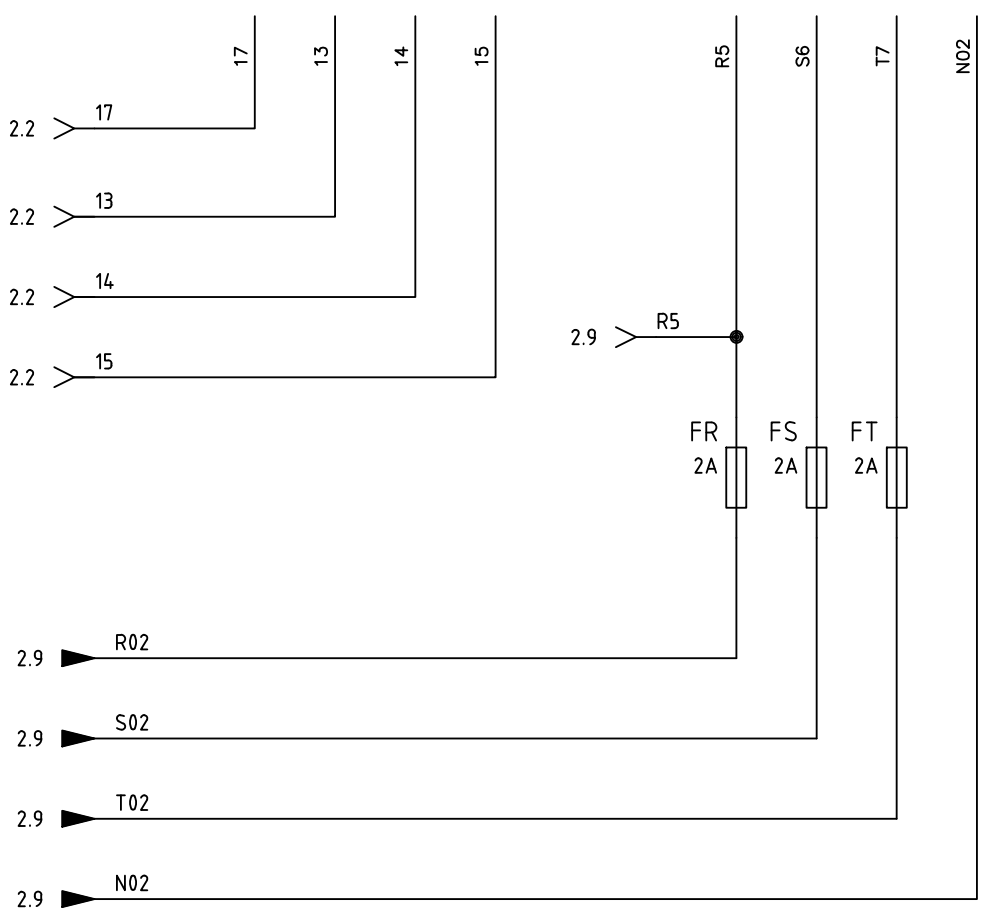 17 13 14 15 R5 S6 T7 N02
2.2 17
2.2 13
2.2 14
2.9 R5
2.2 15
FR FS FT
2A 2A 2A
2.9 R02
2.9 S02
2.9 T02
2.9 N02